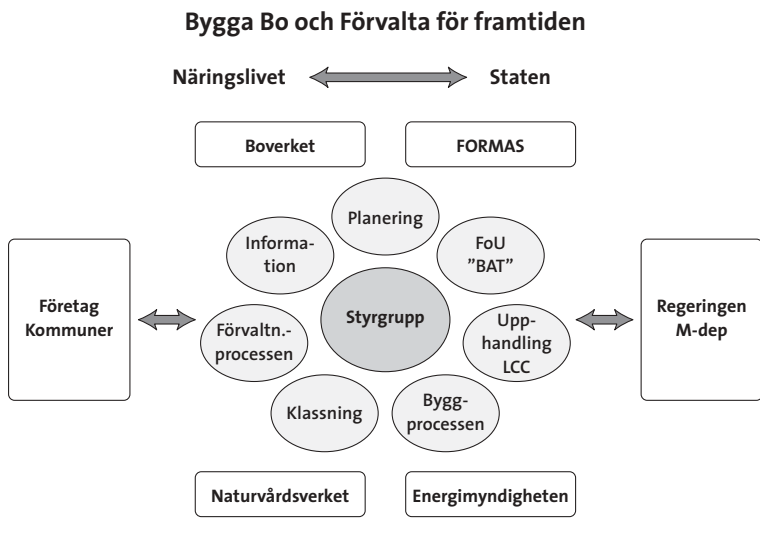 Bygga Bo och Förvalta för framtiden
Näringslivet
Staten
Boverket
FORMAS
Planering
Informa-
tion
FoU
”BAT”
Företag
Kommuner
Styrgrupp
Regeringen
M-dep
Förvaltn.-
processen
Upp-
handling
LCC
Klassning
Bygg-
processen
Naturvårdsverket
Energimyndigheten